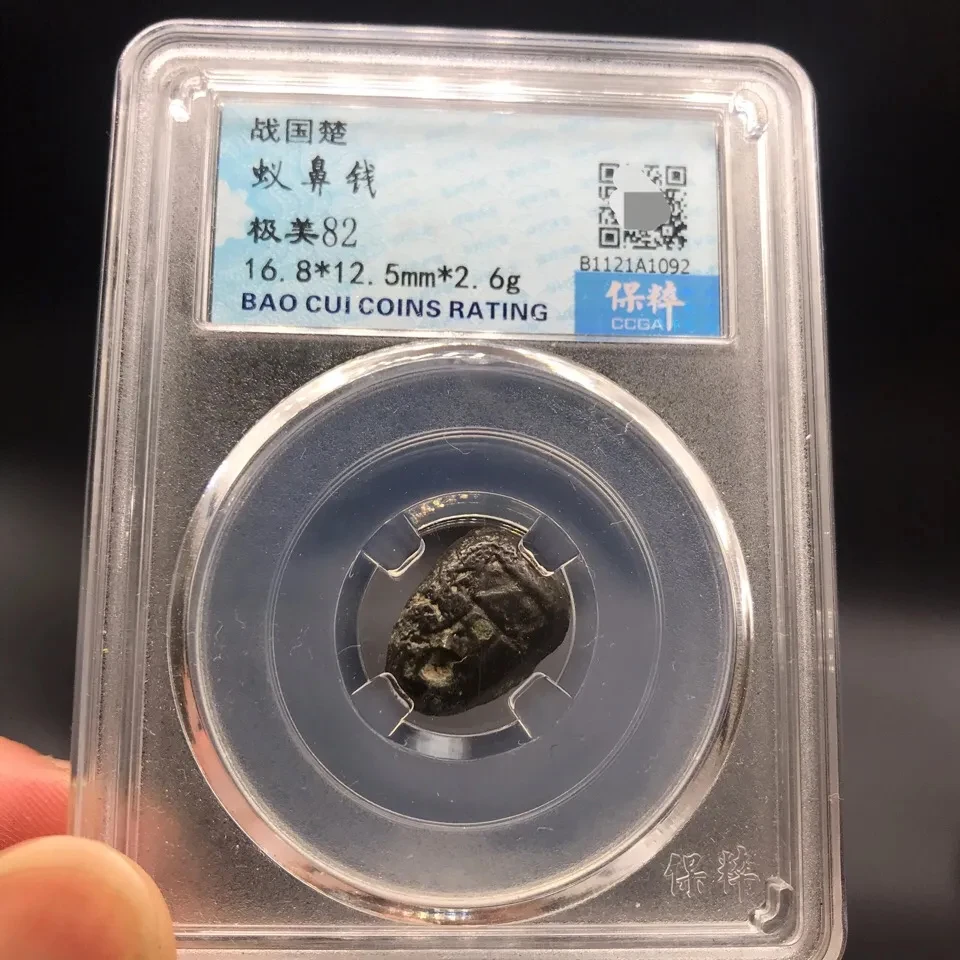 战国楚
蚁鼻钱
极美82
16.8*12.5mm*2.6g
BAO CUI COINS RATING
B1121A1092
保粹
CCGA
保粹